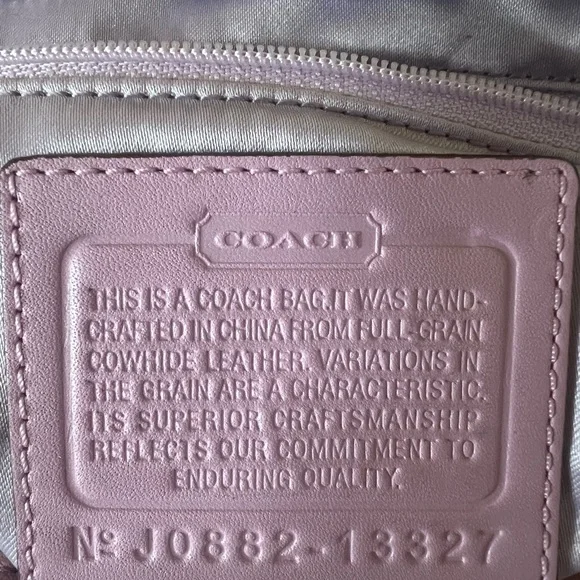 COACH
THIS IS A COACH BAG.IT WAS HAND-
CRAFTED IN CHINA FROM FULL-GRAIN
COWHIDE LEATHER. VARIATIONS IN
THE GRAIN ARE A CHARACTERISTIC.
ITS SUPERIOR CRAFTSMANSHIP
REFLECTS OUR COMMITMENT TO
ENDURING QUALITY.
Nº J0882-13327